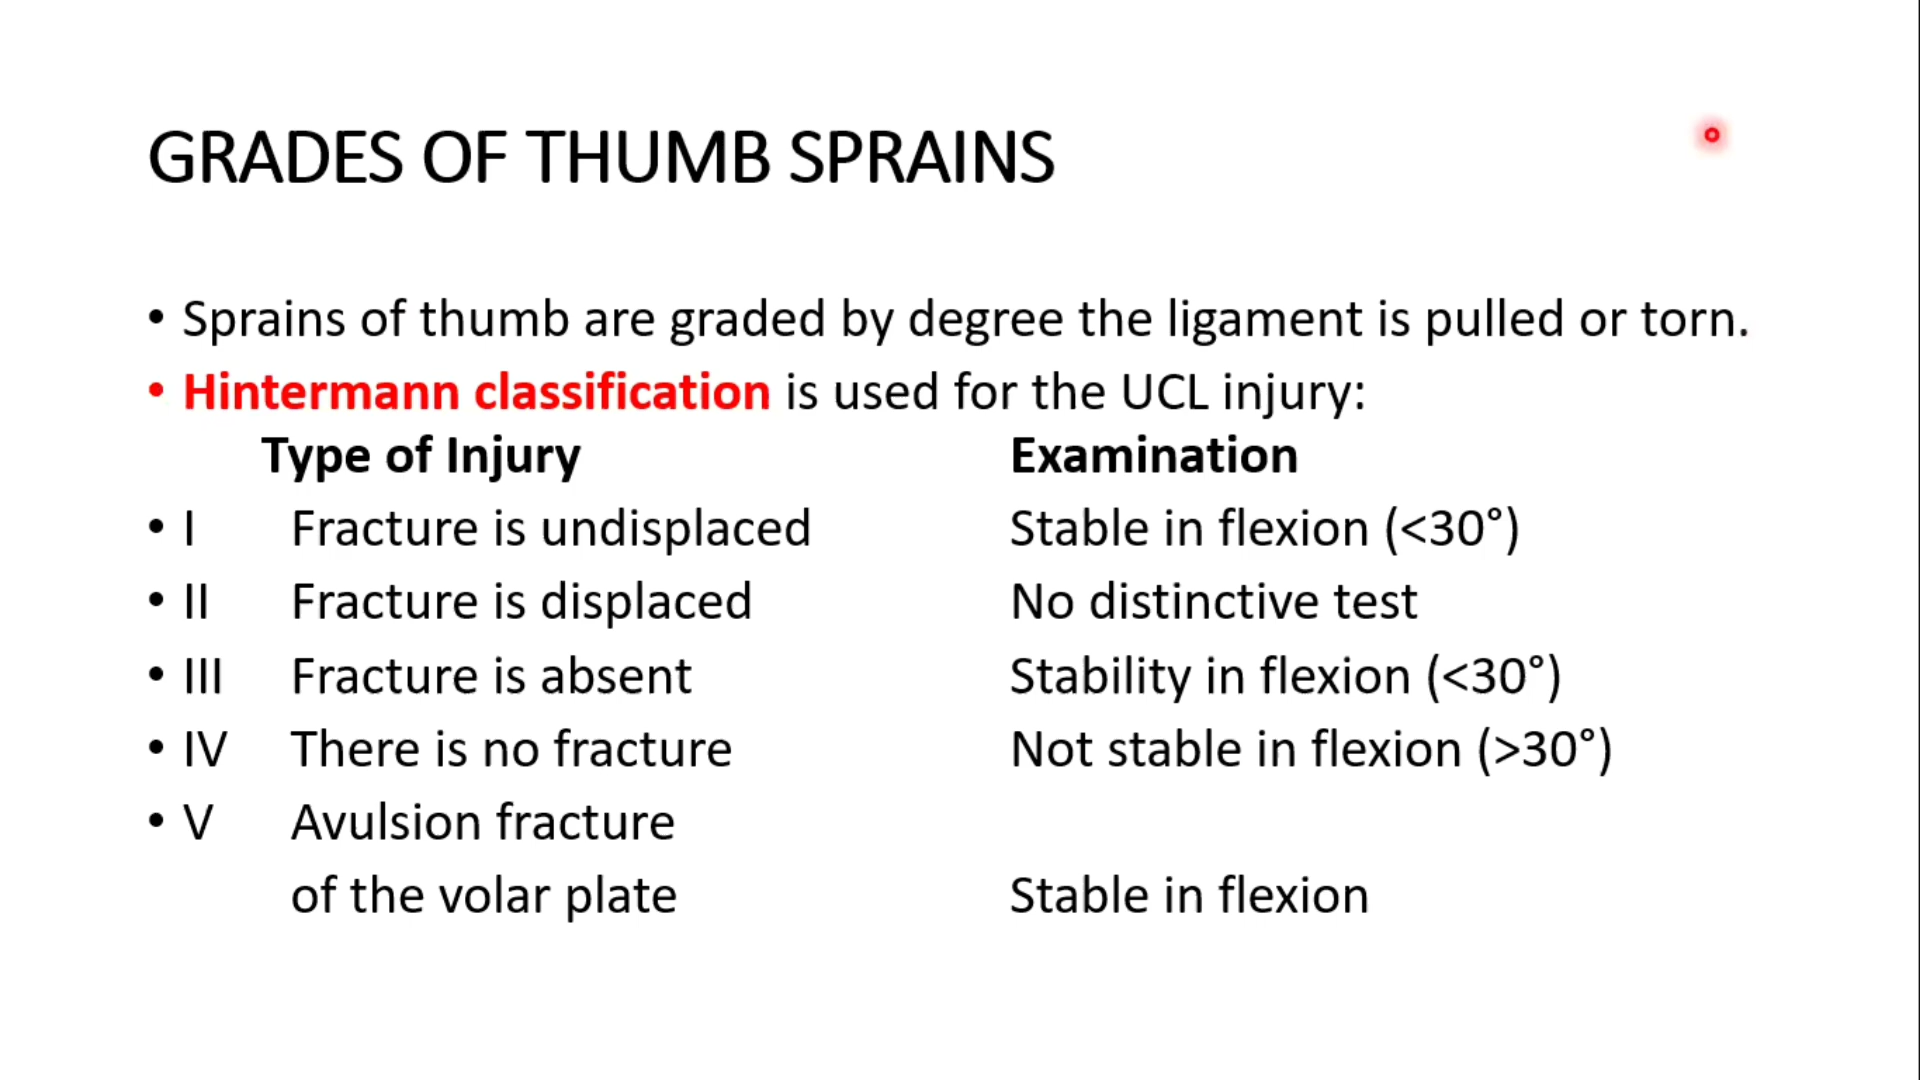 GRADES OF THUMB SPRAINS
• Sprains of thumb are graded by degree the ligament is pulled or torn.
• Hintermann classification is used for the UCL injury:
Type of Injury Examination
• I Fracture is undisplaced Stable in flexion (<30°)
• II Fracture is displaced No distinctive test
• III Fracture is absent Stability in flexion (<30°)
• IV There is no fracture Not stable in flexion (>30°)
• V Avulsion fracture
of the volar plate Stable in flexion